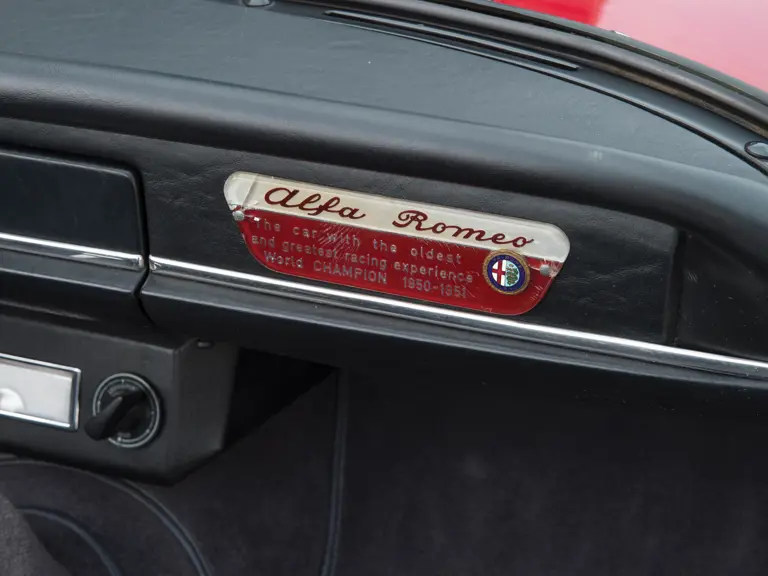 Alfa Romeo
The car with the oldest
and greatest racing experience
World CHAMPION 1950-1951